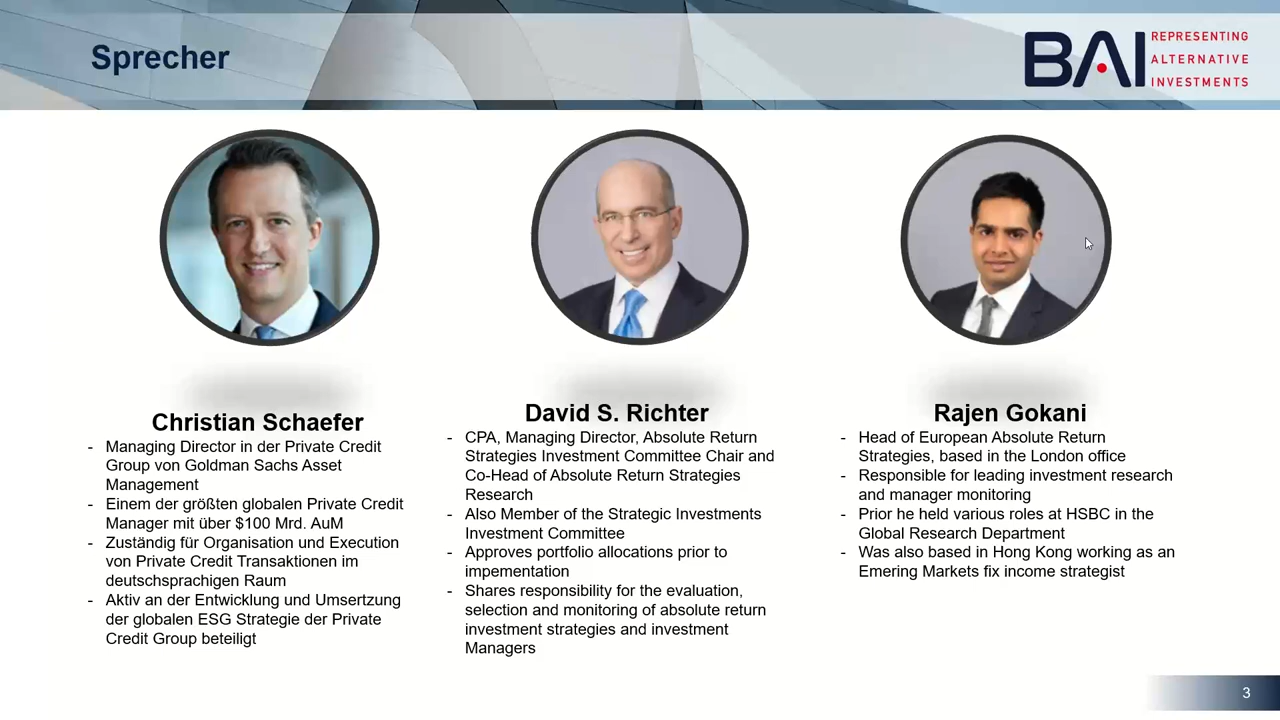 Sprecher
BAI
REPRESENTING
ALTERNATIVE
INVESTMENTS
Christian Schaefer
- Managing Director in der Private Credit
Group von Goldman Sachs Asset
Management
- Einem der größten globalen Private Credit
Manager mit über $100 Mrd. AuM
- Zuständig für Organisation und Execution
von Private Credit Transaktionen im
deutschsprachigen Raum
- Aktiv an der Entwicklung und Umsertzung
der globalen ESG Strategie der Private
Credit Group beteiligt
David S. Richter
- CPA, Managing Director, Absolute Return
Strategies Investment Committee Chair and
Co-Head of Absolute Return Strategies
Research
- Also Member of the Strategic Investments
Investment Committee
- Approves portfolio allocations prior to
impementation
- Shares responsibility for the evaluation,
selection and monitoring of absolute return
investment strategies and investment
Managers
Rajen Gokani
- Head of European Absolute Return
Strategies, based in the London office
- Responsible for leading investment research
and manager monitoring
- Prior he held various roles at HSBC in the
Global Research Department
- Was also based in Hong Kong working as an
Emering Markets fix income strategist
3